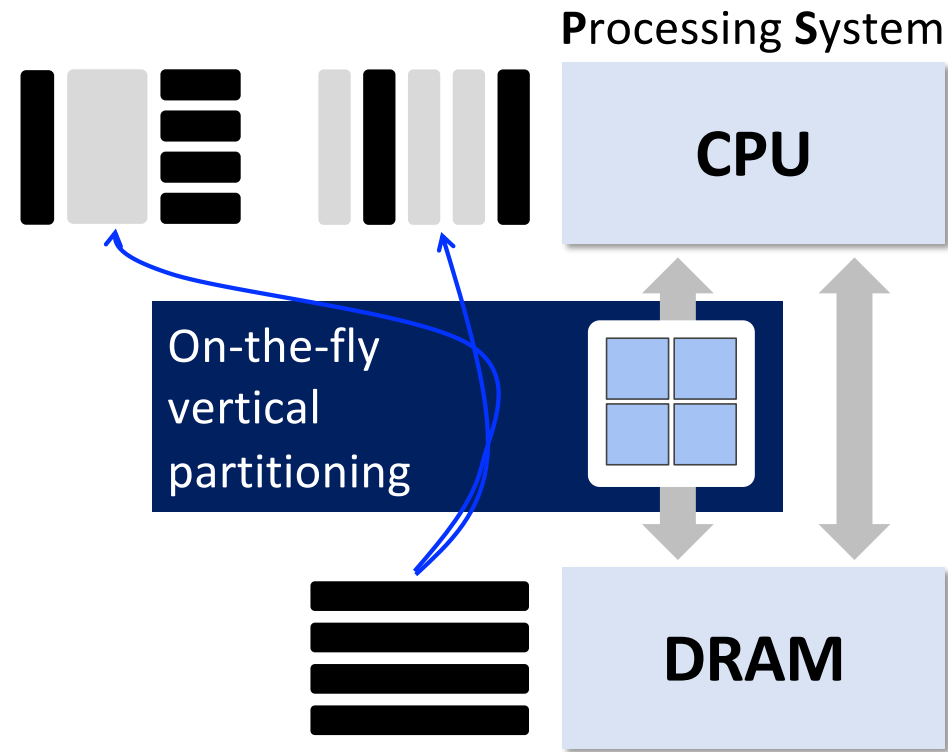 Processing System
CPU
On-the-fly
vertical
partitioning
DRAM